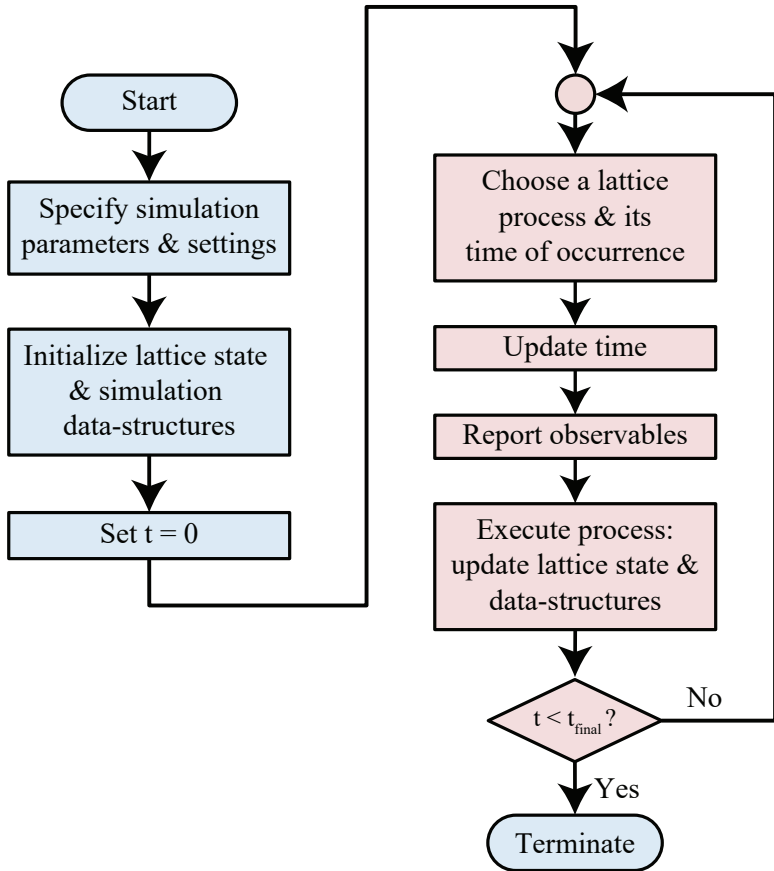 Start
Specify simulation
parameters & settings
Initialize lattice state
& simulation
data-structures
Set t = 0
Choose a lattice
process & its
time of occurrence
Update time
Report observables
Execute process:
update lattice state &
data-structures
t < t_final ?
No
Yes
Terminate